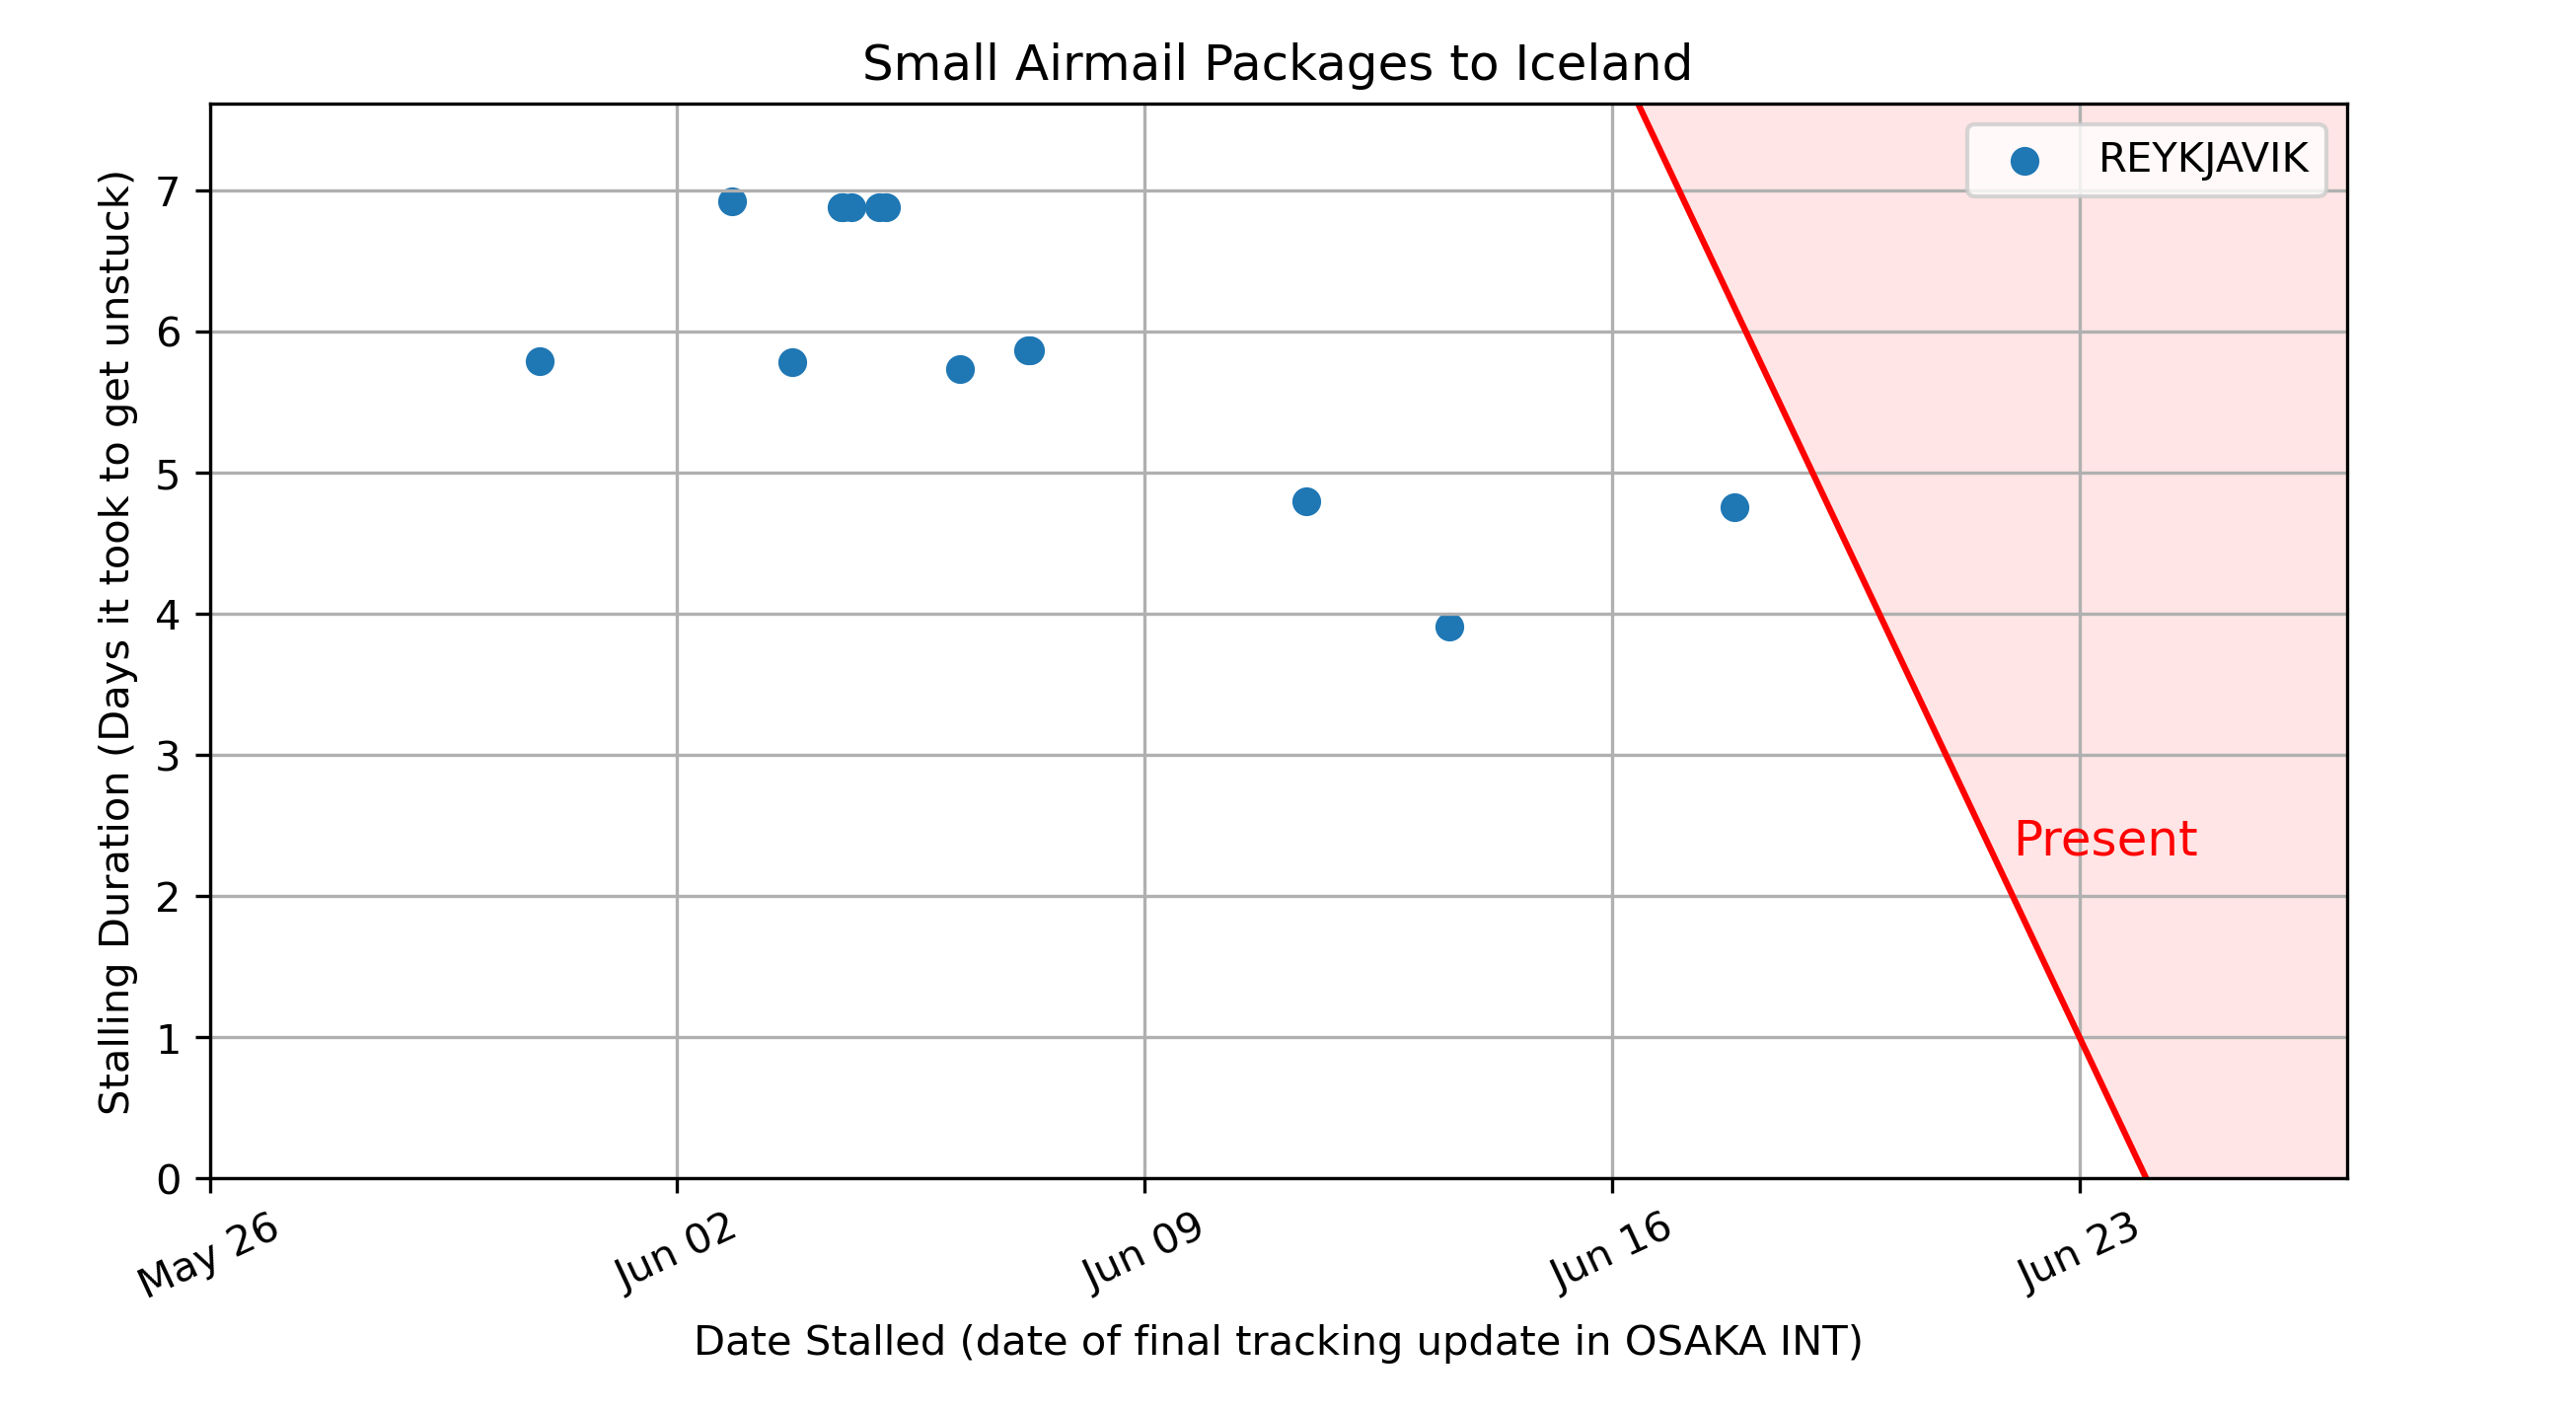 Small Airmail Packages to Iceland
REYKJAVIK
Stalling Duration (Days it took to get unstuck)
7
6
5
4
3
2
1
0
Present
May 26
Jun 02
Jun 09
Jun 16
Jun 23
Date Stalled (date of final tracking update in OSAKA INT)